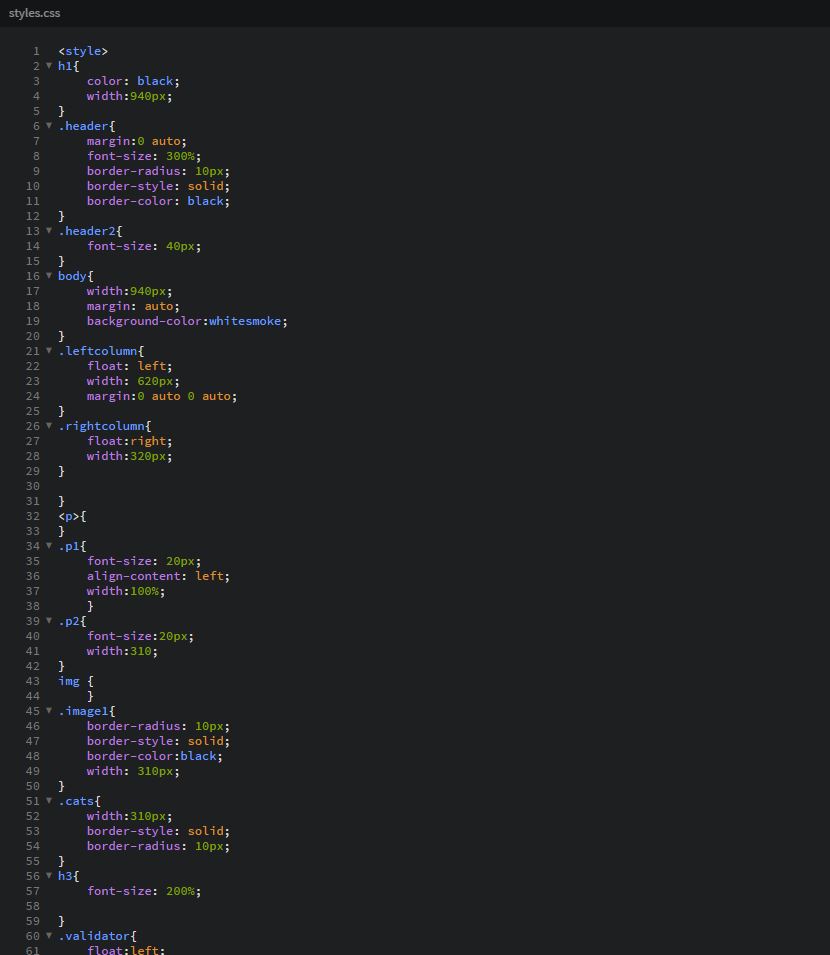 styles.css
1 <style>
2 h1{
3 color: black;
4 width:940px;
5 }
6 .header{
7 margin:0 auto;
8 font-size: 300%;
9 border-radius: 10px;
10 border-style: solid;
11 border-color: black;
12 }
13 .header2{
14 font-size: 40px;
15 }
16 body{
17 width:940px;
18 margin: auto;
19 background-color:whitesmoke;
20 }
21 .leftcolumn{
22 float: left;
23 width: 620px;
24 margin:0 auto 0 auto;
25 }
26 .rightcolumn{
27 float:right;
28 width:320px;
29 }
30
31 }
32 <p>{
33 }
34 .p1{
35 font-size: 20px;
36 align-content: left;
37 width:100%;
38 }
39 .p2{
40 font-size:20px;
41 width:310;
42 }
43 img {
44 }
45 .image1{
46 border-radius: 10px;
47 border-style: solid;
48 border-color:black;
49 width: 310px;
50 }
51 .cats{
52 width:310px;
53 border-style: solid;
54 border-radius: 10px;
55 }
56 h3{
57 font-size: 200%;
58
59 }
60 .validator{
61 float:left;